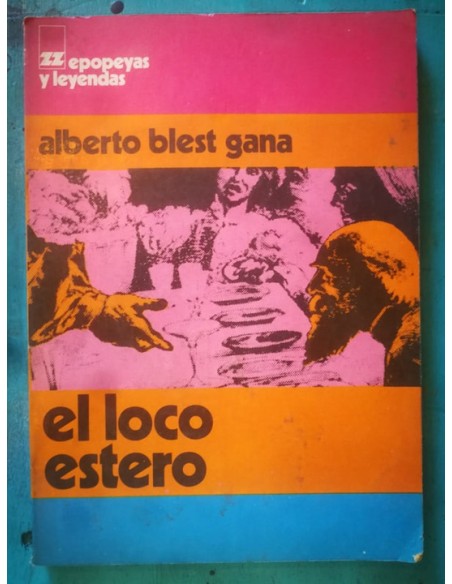 zz epopeyas
y leyendas
alberto blest gana
el loco
estero